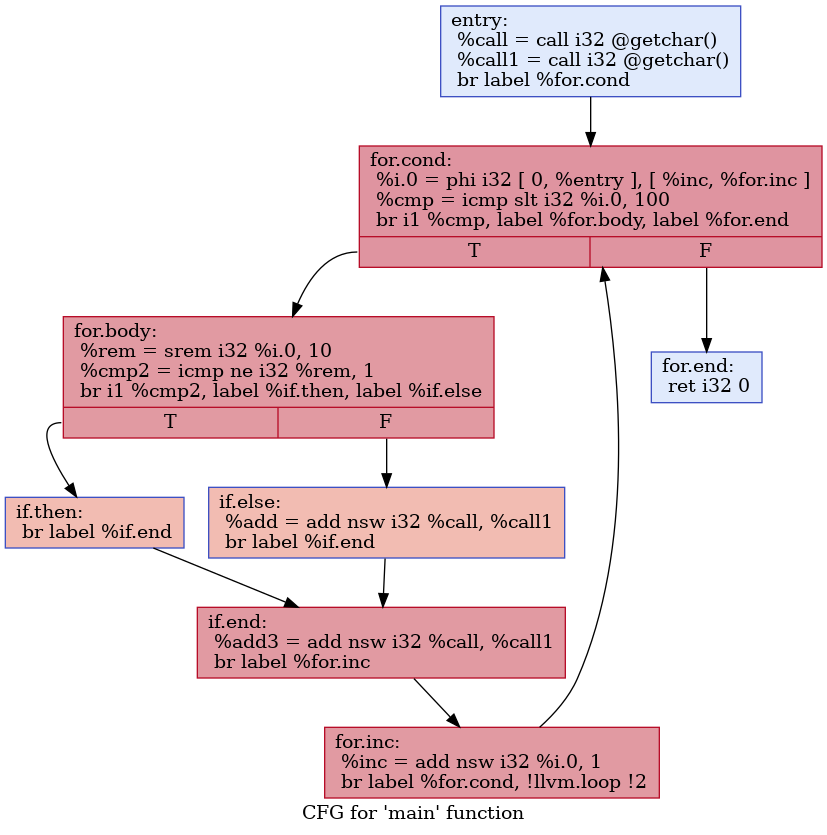 entry:
%call = call i32 @getchar()
%call1 = call i32 @getchar()
br label %for.cond
for.cond:
%i.0 = phi i32 [ 0, %entry ], [ %inc, %for.inc ]
%cmp = icmp slt i32 %i.0, 100
br i1 %cmp, label %for.body, label %for.end
T
F
for.body:
%rem = srem i32 %i.0, 10
%cmp2 = icmp ne i32 %rem, 1
br i1 %cmp2, label %if.then, label %if.else
T
F
for.end:
ret i32 0
if.then:
br label %if.end
if.else:
%add = add nsw i32 %call, %call1
br label %if.end
if.end:
%add3 = add nsw i32 %call, %call1
br label %for.inc
for.inc:
%inc = add nsw i32 %i.0, 1
br label %for.cond, !llvm.loop !2
CFG for 'main' function